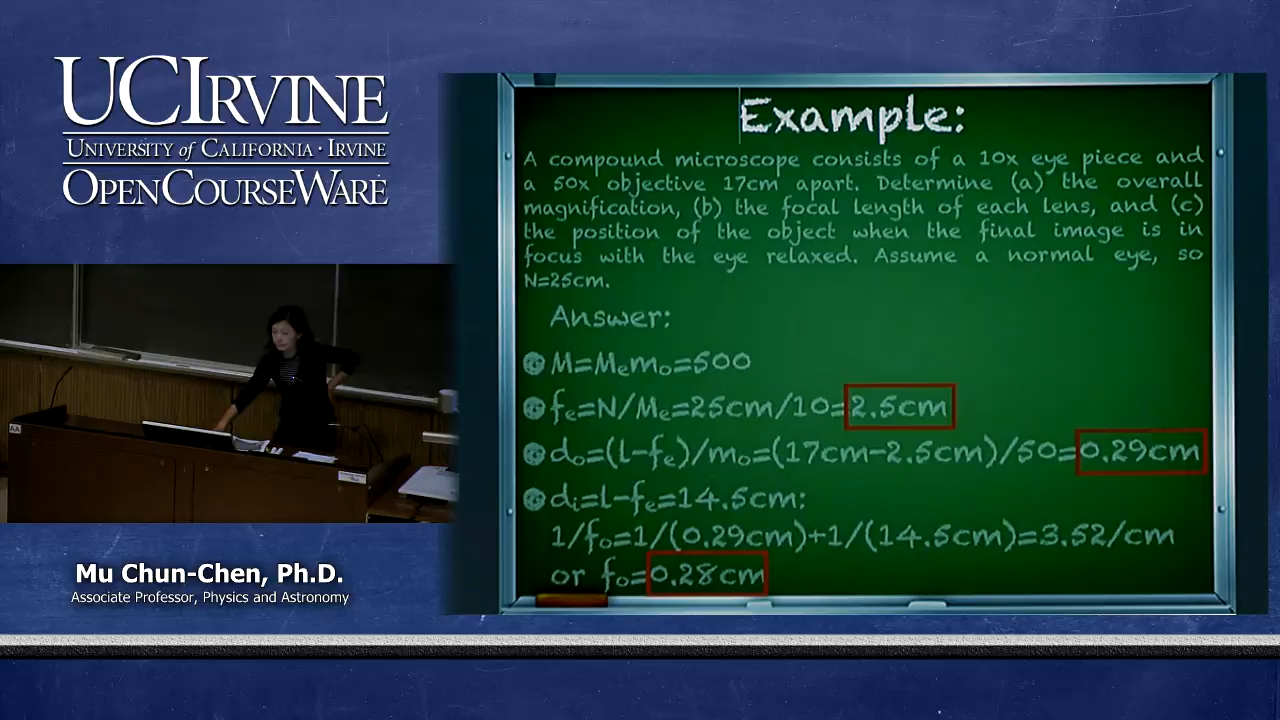 UCIRVINE
UNIVERSITY of CALIFORNIA · IRVINE
OPENCOURSEWARE
Mu Chun-Chen, Ph.D.
Associate Professor, Physics and Astronomy
Example:
A compound microscope consists of a 10x eye piece and
a 50x objective 17cm apart. Determine (a) the overall
magnification, (b) the focal length of each lens, and (c)
the position of the object when the final image is in
focus with the eye relaxed. Assume a normal eye, so
N=25cm.
Answer:
M=Memo=500
fe=N/Me=25cm/10=2.5cm
do=(l-fe)/mo=(17cm-2.5cm)/50=0.29cm
di=l-fe=14.5cm:
1/fo=1/(0.29cm)+1/(14.5cm)=3.52/cm
or fo=0.28cm